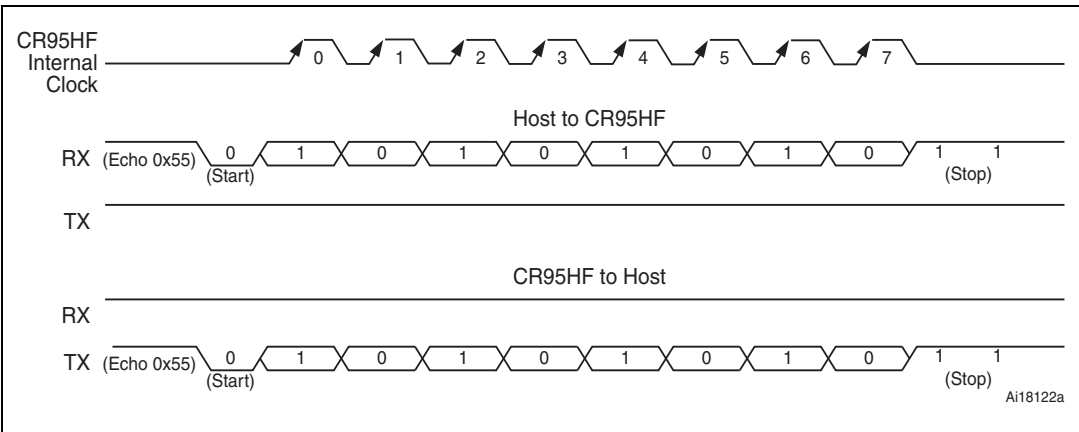 CR95HF
Internal
Clock
0 1 2 3 4 5 6 7
Host to CR95HF
RX (Echo 0x55) 0 1 0 1 0 1 0 1 0 1 1
(Start) (Stop)
TX
CR95HF to Host
RX
TX (Echo 0x55) 0 1 0 1 0 1 0 1 0 1 1
(Start) (Stop)
Ai18122a